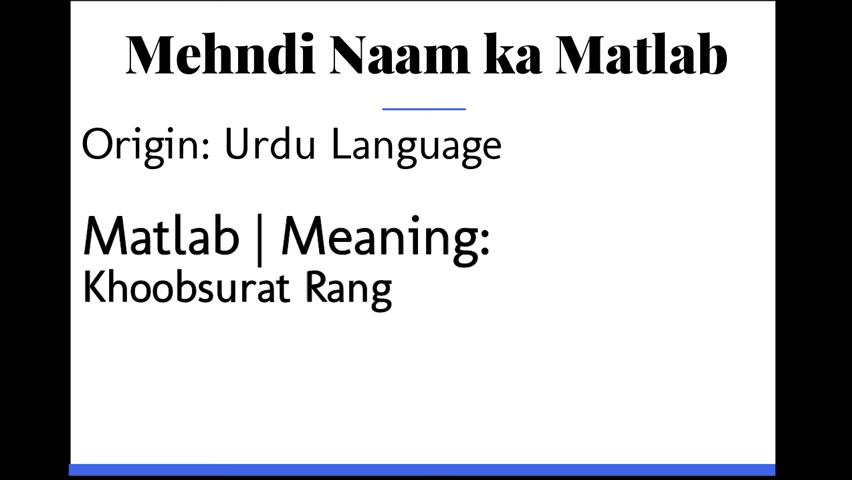 Mehndi Naam ka Matlab
Origin: Urdu Language
Matlab | Meaning:
Khoobsurat Rang